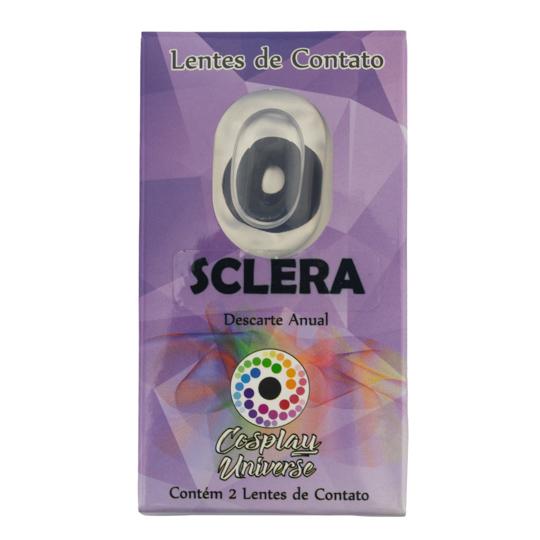 Lentes de Contato
SCLERA
Descarte Anual
Cosplay
Universe
Contém 2 Lentes de Contato